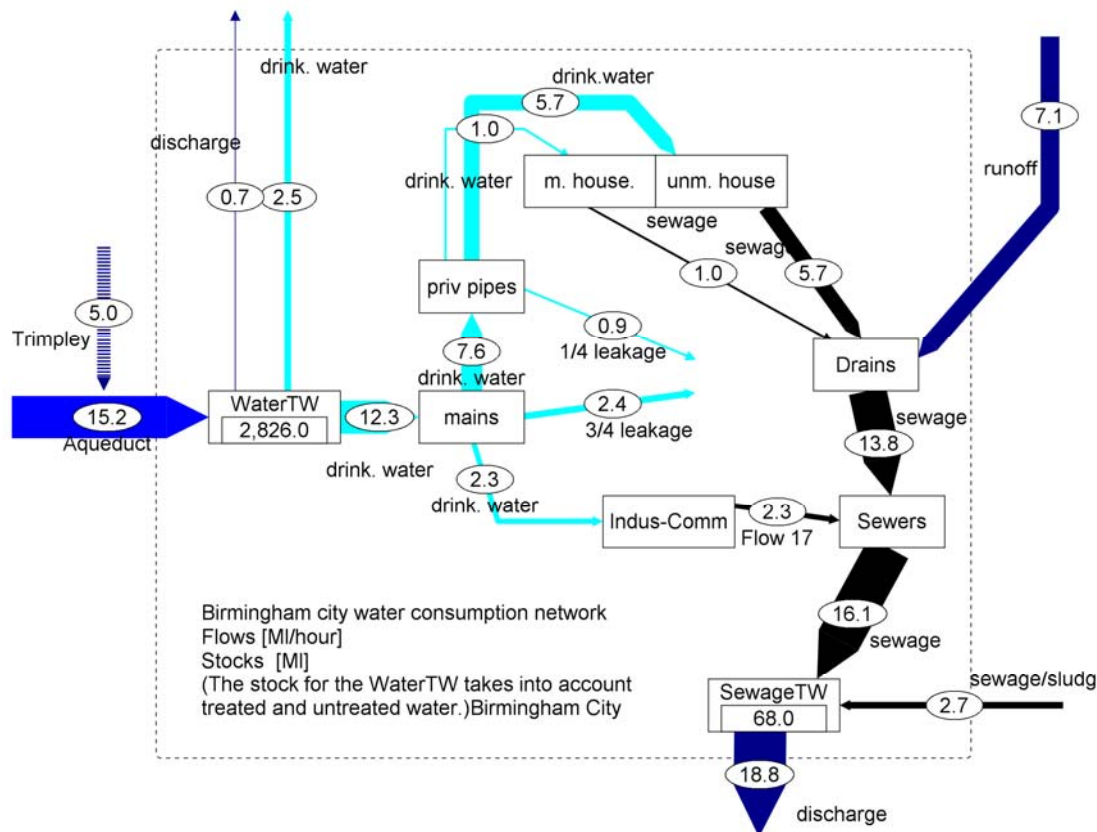 drink. water
drink.water
5.7
7.1
1.0
discharge
runoff
drink. water
m. house.
unm. house
0.7
2.5
sewage
sewage
1.0
5.7
priv pipes
5.0
Trimpley
0.9
1/4 leakage
7.6
drink. water
Drains
WaterTW
2,826.0
15.2
Aqueduct
12.3
mains
2.4
3/4 leakage
sewage
13.8
drink. water
2.3
drink. water
Indus-Comm
2.3
Flow 17
Sewers
Birmingham city water consumption network
Flows [Ml/hour]
Stocks [Ml]
(The stock for the WaterTW takes into account
treated and untreated water.)Birmingham City
16.1
sewage
SewageTW
68.0
sewage/sludg
2.7
18.8
discharge